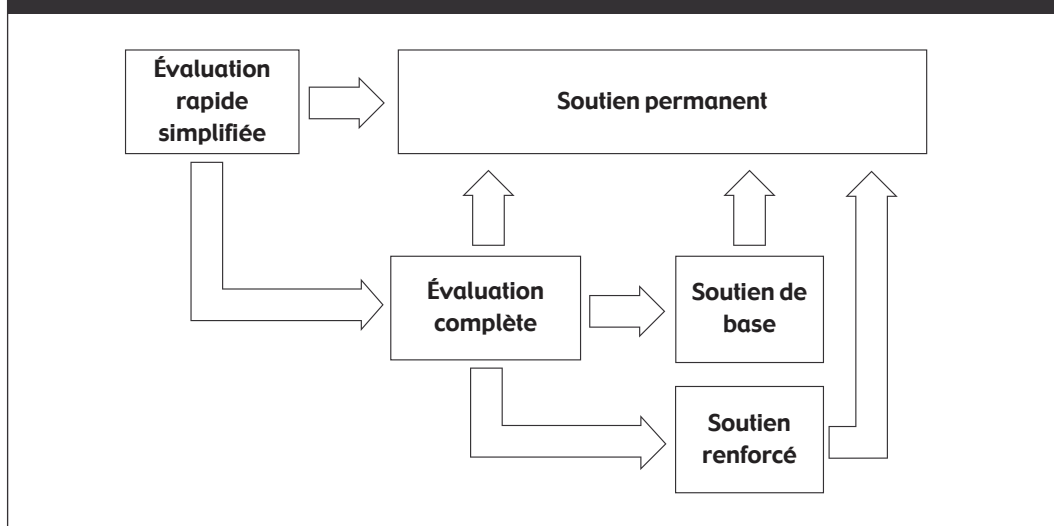 Évaluation
rapide
simplifiée
Soutien permanent
Évaluation
complète
Soutien de
base
Soutien
renforcé